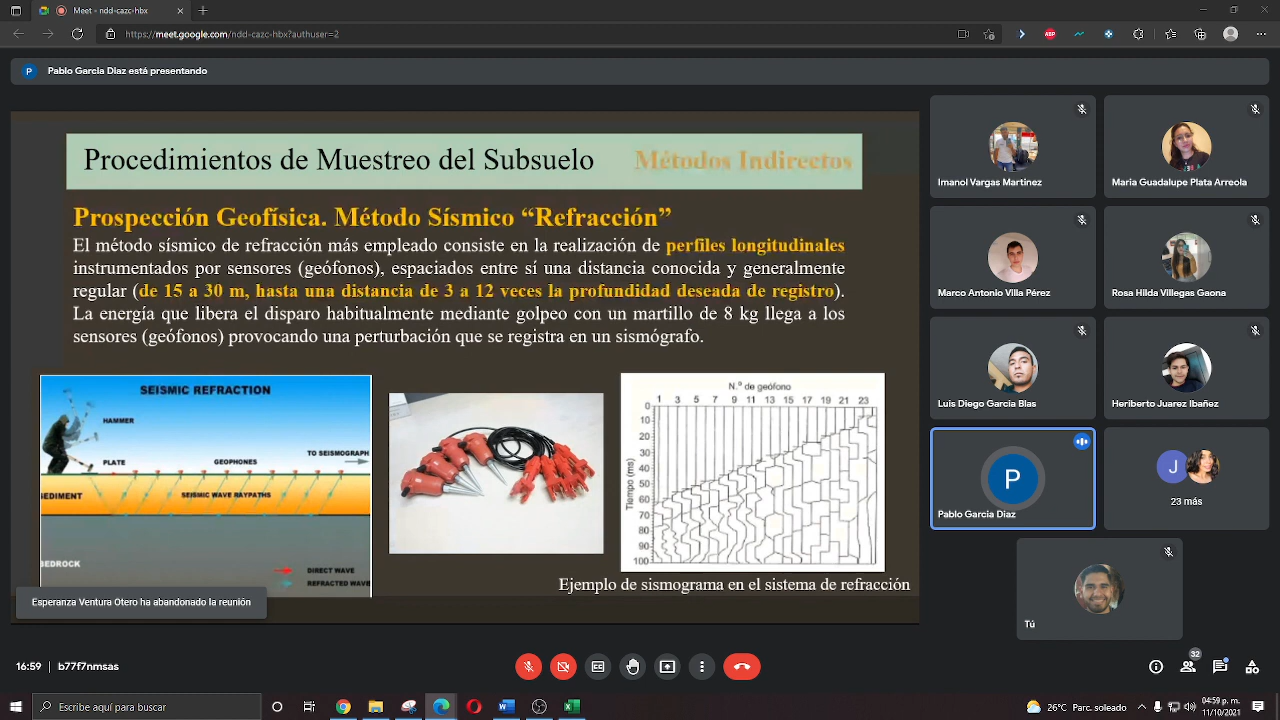 Meet - ndd-cazc-hbx
https://meet.google.com/ndd-cazc-hbx?authuser=2
P
Pablo García Díaz está presentando
Procedimientos de Muestreo del Subsuelo
Métodos Indirectos
Prospección Geofísica. Método Sísmico “Refracción”
El método sísmico de refracción más empleado consiste en la realización de perfiles longitudinales
instrumentados por sensores (geófonos), espaciados entre sí una distancia conocida y generalmente
regular (de 15 a 30 m, hasta una distancia de 3 a 12 veces la profundidad deseada de registro).
La energía que libera el disparo habitualmente mediante golpeo con un martillo de 8 kg llega a los
sensores (geófonos) provocando una perturbación que se registra en un sismógrafo.
SEISMIC REFRACTION
HAMMER
TO SEISMOGRAPH
PLATE
GEOPHONES
SEDIMENT
SEISMIC WAVE RAYPATHS
BEDROCK
DIRECT WAVE
REFRACTED WAVE
N.º de geófono
1 3 5 7 9 11 13 15 17 19 21 23
Tiempo (ms)
0
10
20
30
40
50
60
70
80
90
100
Ejemplo de sismograma en el sistema de refracción
Esperanza Ventura Otero ha abandonado la reunión
Imanol Vargas Martinez
María Guadalupe Plata Arreola
Marco Antonio Villa Pérez
Rosa Hilda Villegas Gaona
Luis Diego García Blas
Heriberto Juarez Ibañez
P
Pablo García Díaz
J
23 más
Tú
16:59 | b77f7nmsas
32
Escribe aquí para buscar
26°C Parc. soleado
04:59 p. m.
11/10/2021